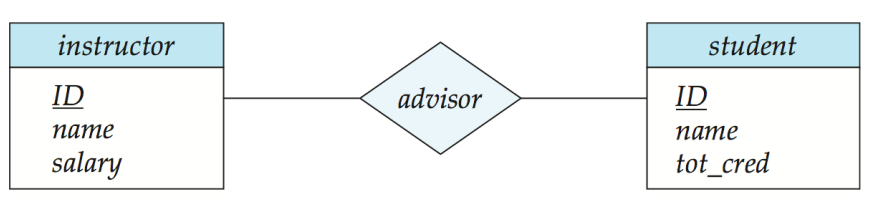 instructor
ID
name
salary
advisor
student
ID
name
tot_cred